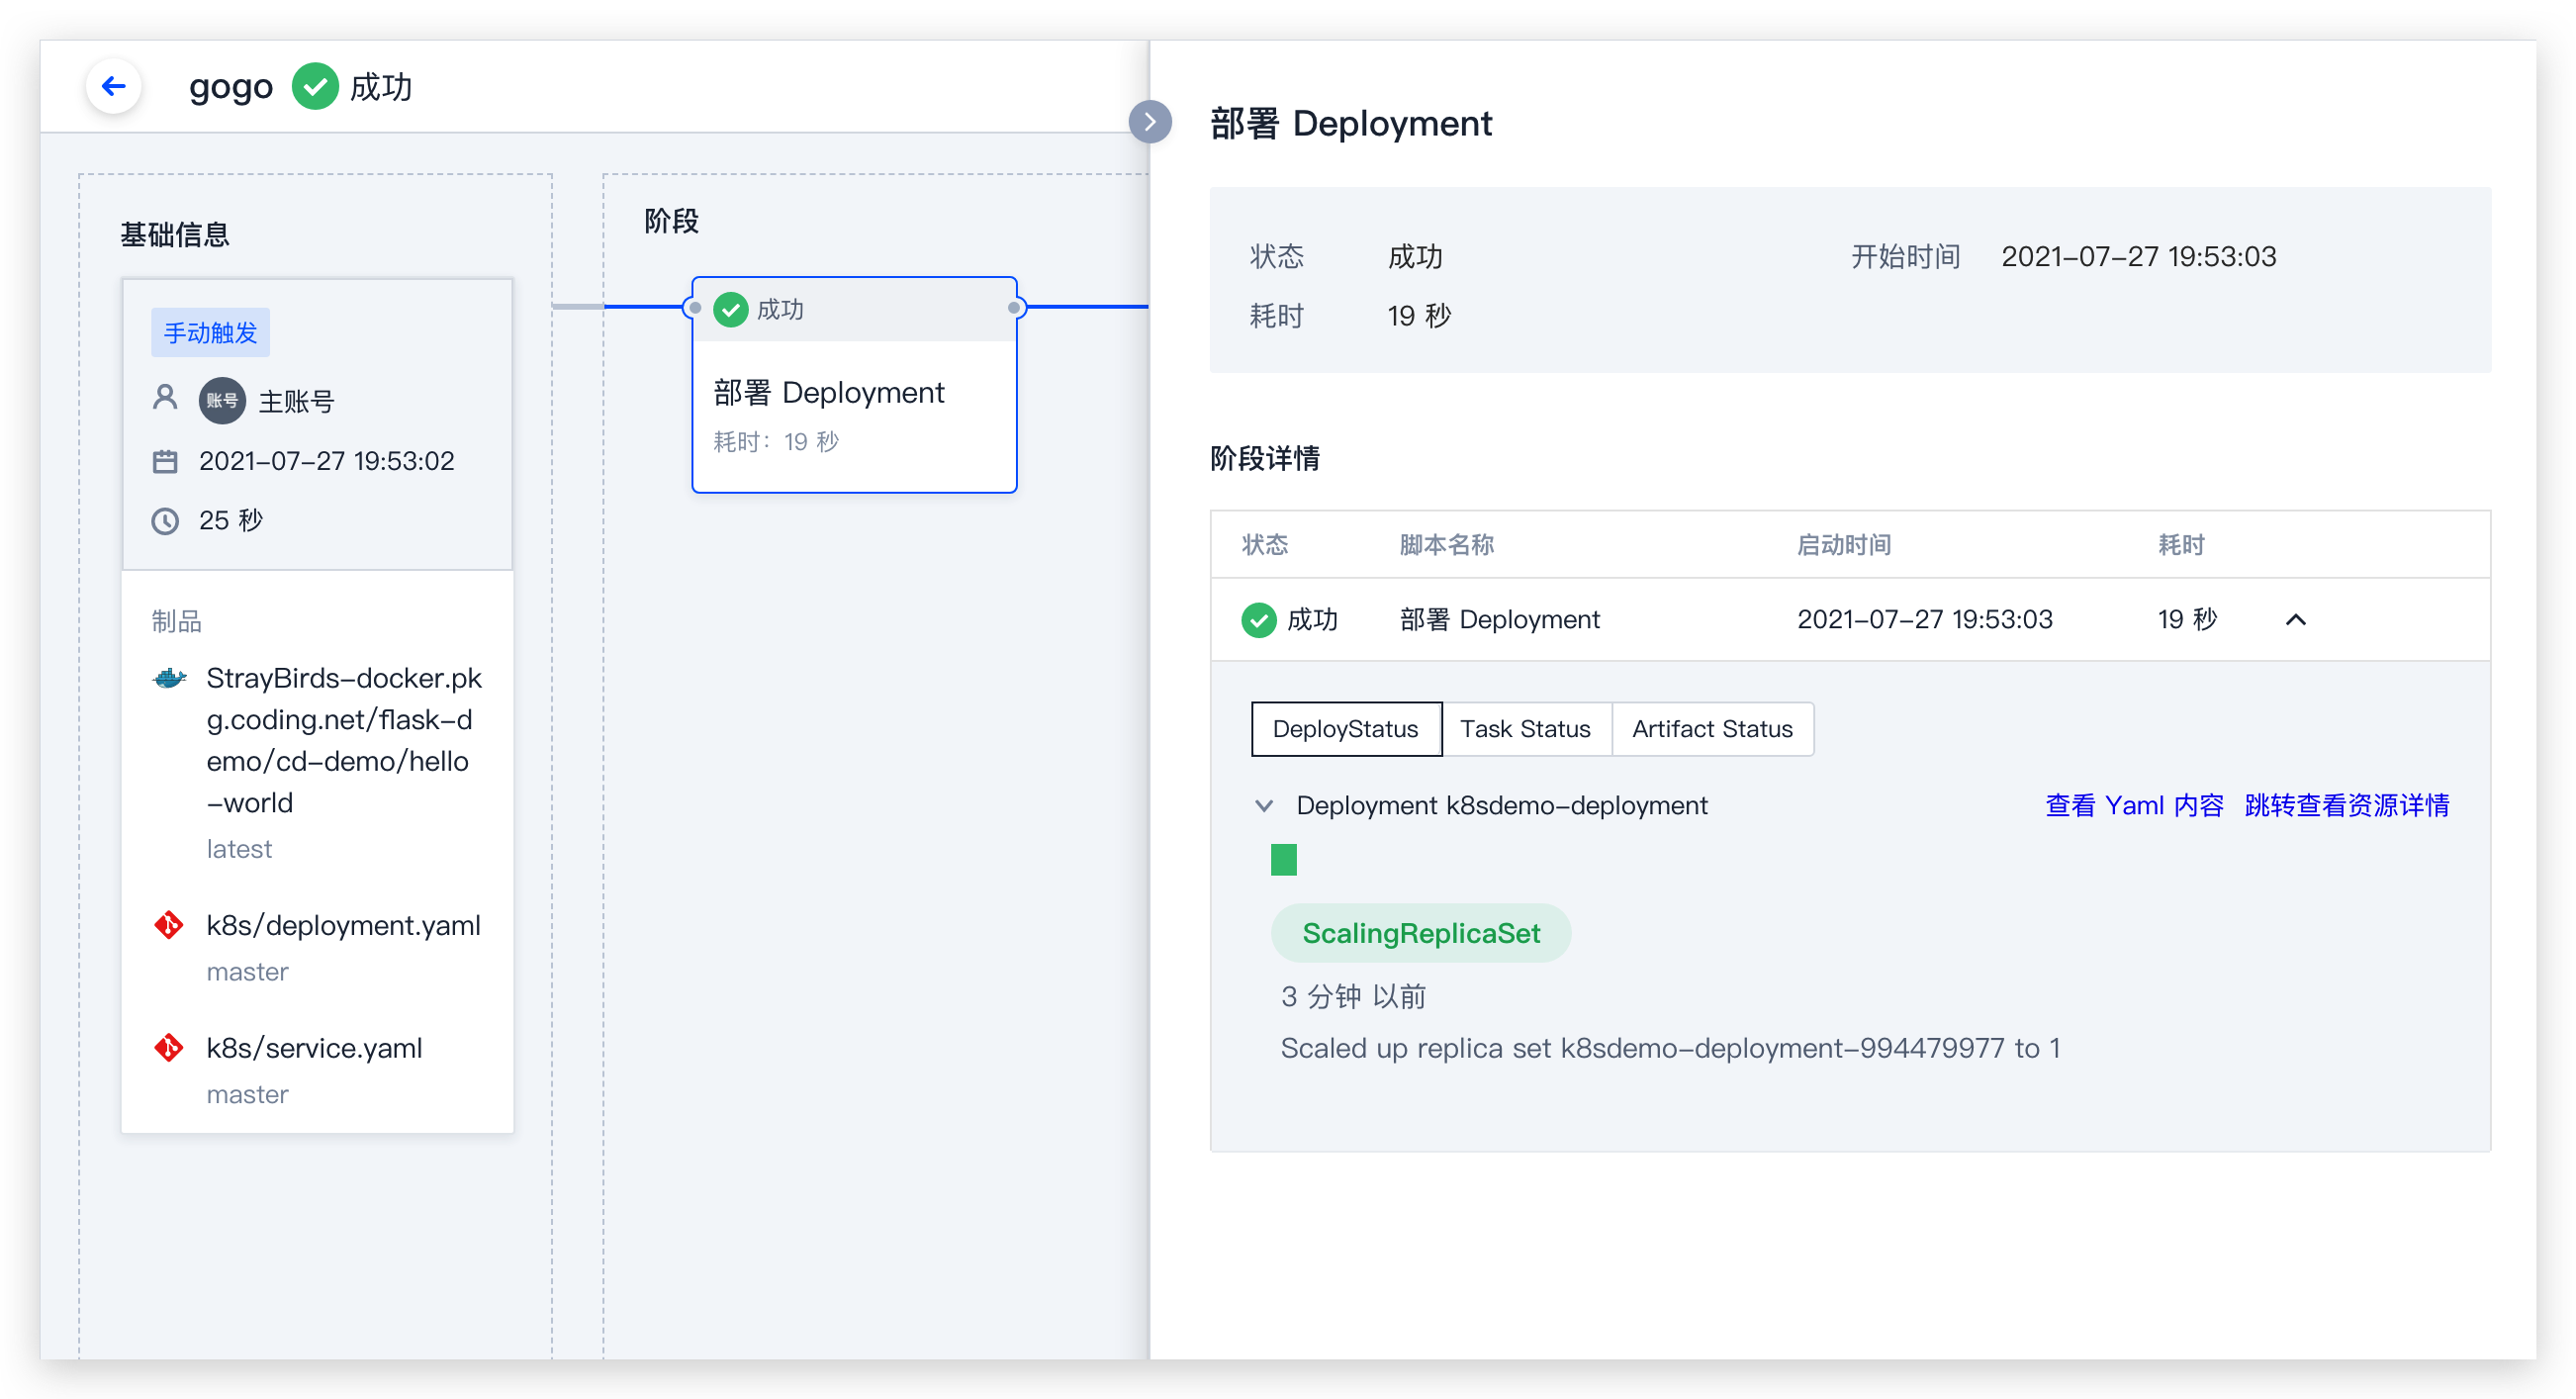 gogo 成功
基础信息
手动触发
账号 主账号
2021-07-27 19:53:02
25 秒
制品
StrayBirds-docker.pk
g.coding.net/flask-d
emo/cd-demo/hello
-world
latest
k8s/deployment.yaml
master
k8s/service.yaml
master
阶段
成功
部署 Deployment
耗时：19 秒
部署 Deployment
状态 成功 开始时间 2021-07-27 19:53:03
耗时 19 秒
阶段详情
状态 脚本名称 启动时间 耗时
成功 部署 Deployment 2021-07-27 19:53:03 19 秒
DeployStatus Task Status Artifact Status
Deployment k8sdemo-deployment 查看 Yaml 内容 跳转查看资源详情
ScalingReplicaSet
3 分钟 以前
Scaled up replica set k8sdemo-deployment-994479977 to 1